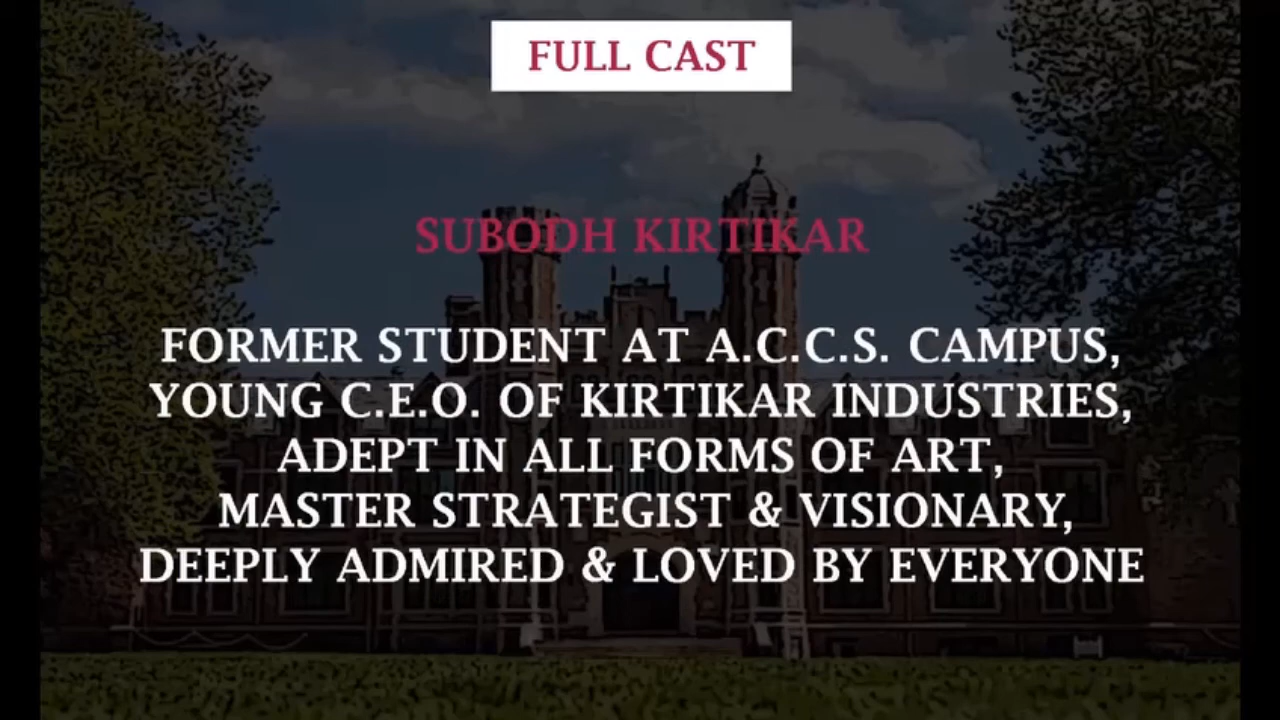 FULL CAST
SUBODH KIRTIKAR
FORMER STUDENT AT A.C.C.S. CAMPUS,
YOUNG C.E.O. OF KIRTIKAR INDUSTRIES,
ADEPT IN ALL FORMS OF ART,
MASTER STRATEGIST & VISIONARY,
DEEPLY ADMIRED & LOVED BY EVERYONE